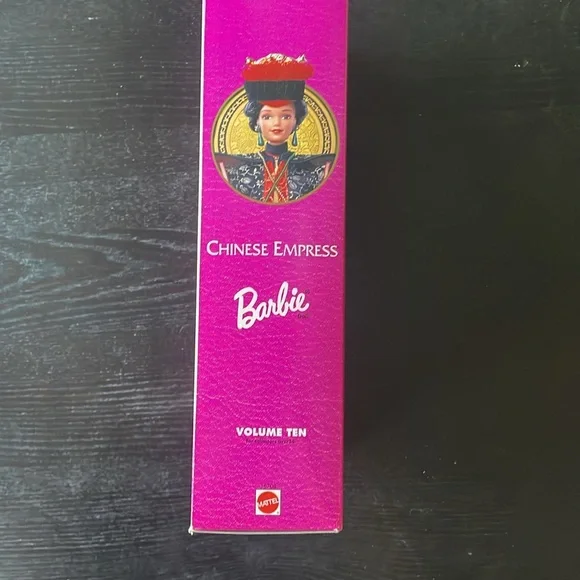 CHINESE EMPRESS
Barbie
VOLUME TEN
MATTEL